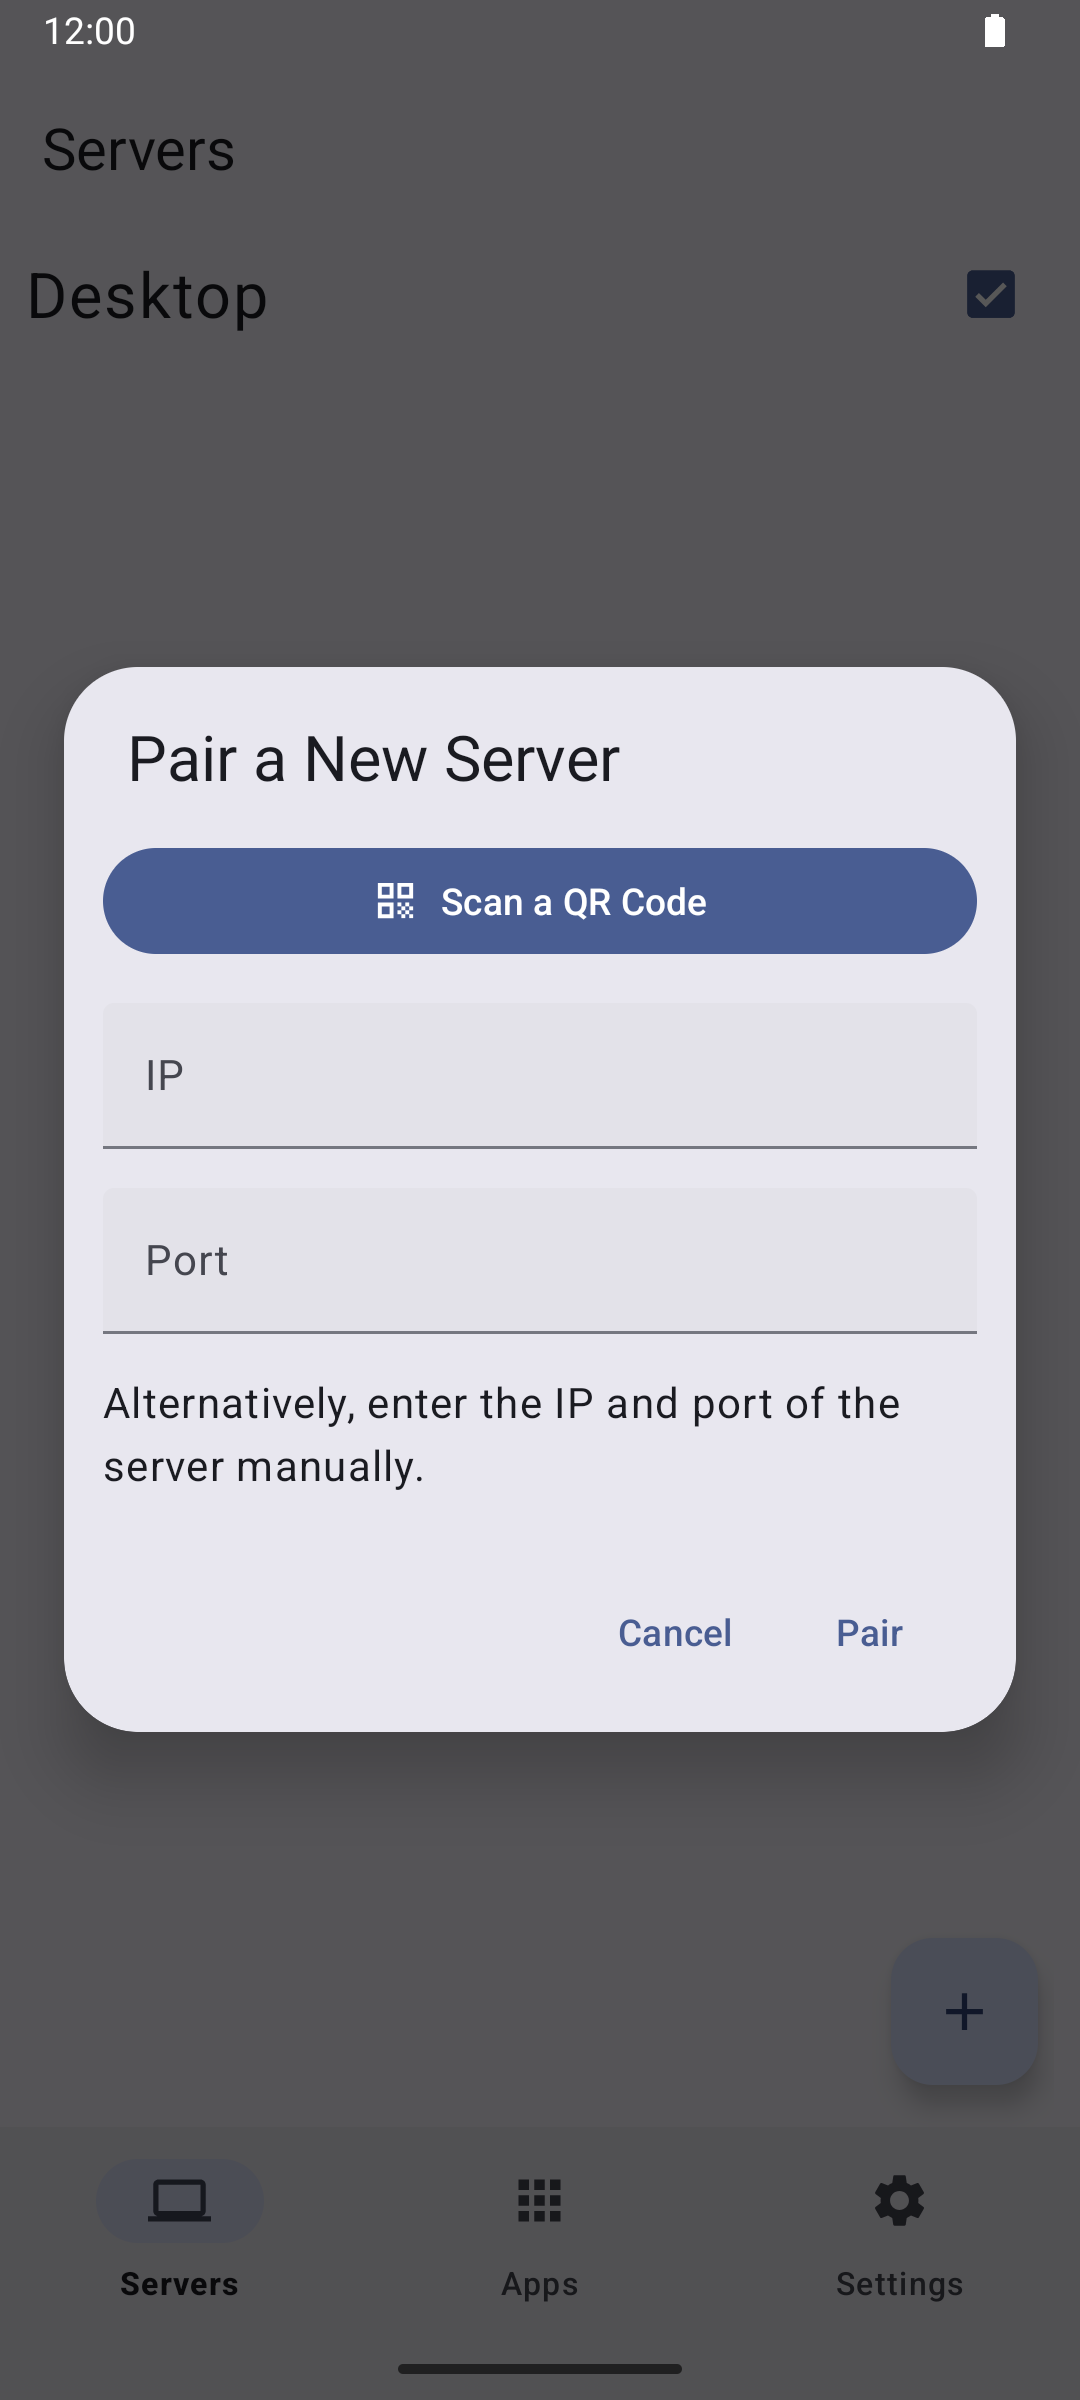 12:00
Servers
Desktop
Pair a New Server
Scan a QR Code
IP
Port
Alternatively, enter the IP and port of the
server manually.
Cancel
Pair
Servers
Apps
Settings